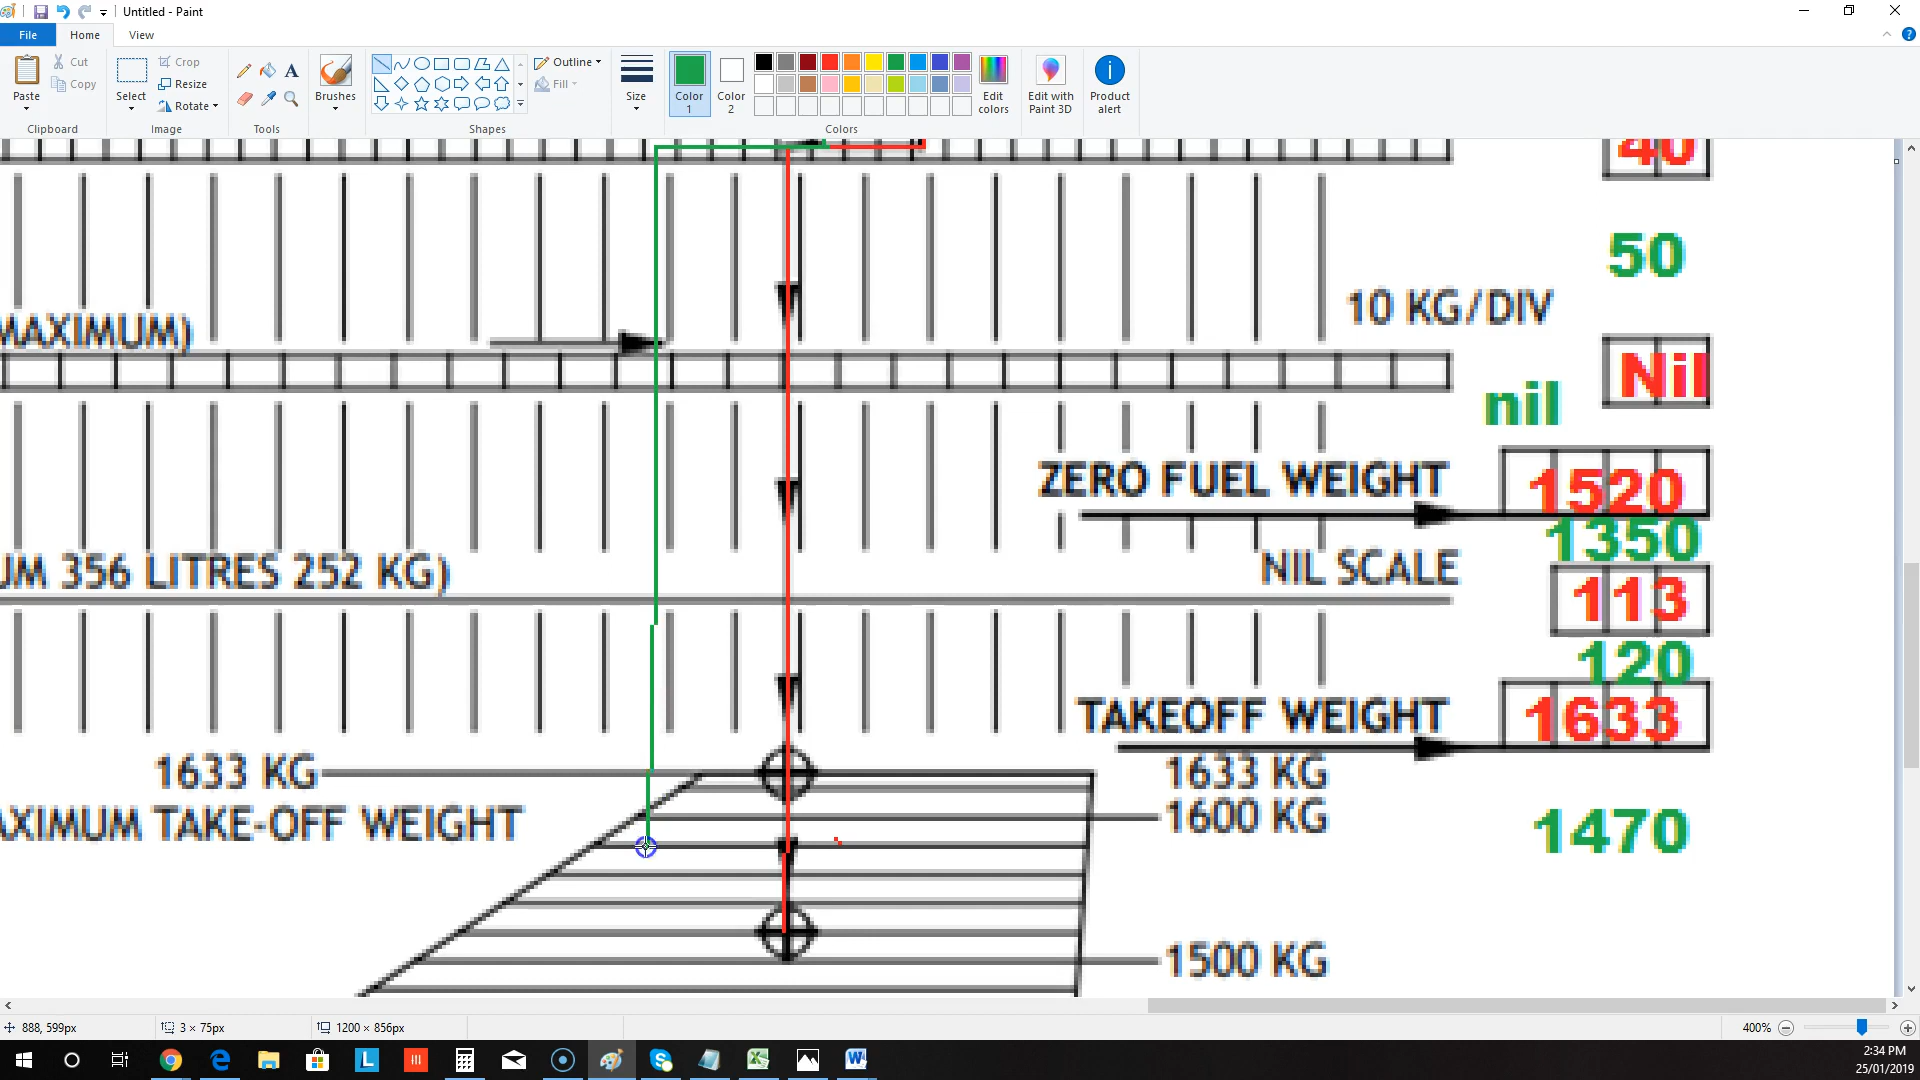 Untitled - Paint
File Home View
Paste
Cut
Copy
Clipboard
Select
Crop
Resize
Rotate
Image
Tools
Brushes
Shapes
Outline
Fill
Size
Color 1
Color 2
Edit colors
Colors
Edit with Paint 3D
Product alert
40
50
10 KG/DIV
MAXIMUM)
Nil
nil
ZERO FUEL WEIGHT
1520
1350
UM 356 LITRES 252 KG)
NIL SCALE
113
120
TAKEOFF WEIGHT
1633
1633 KG
1633 KG
AXIMUM TAKE-OFF WEIGHT
1600 KG
1470
1500 KG
888, 599px
3 × 75px
1200 × 856px
400%
2:34 PM
25/01/2019